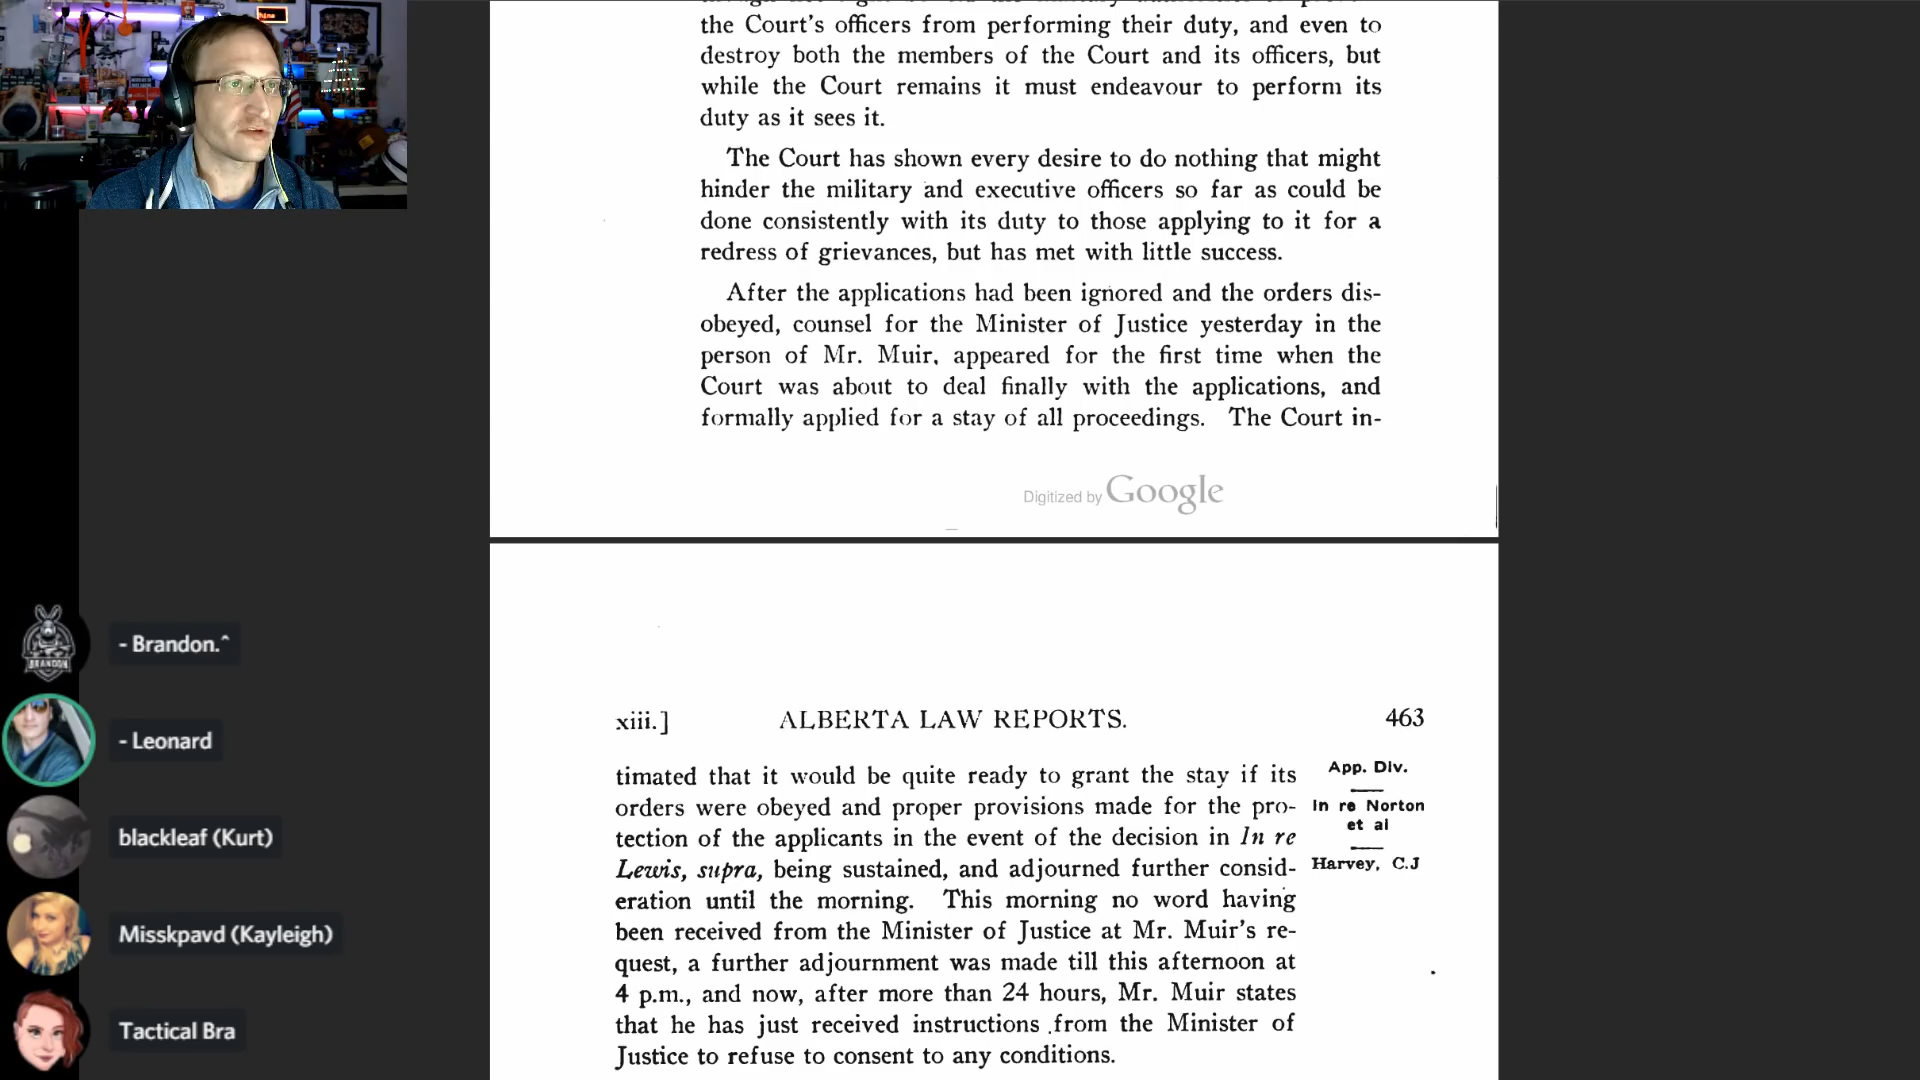 the Court's officers from performing their duty, and even to
destroy both the members of the Court and its officers, but
while the Court remains it must endeavour to perform its
duty as it sees it.
The Court has shown every desire to do nothing that might
hinder the military and executive officers so far as could be
done consistently with its duty to those applying to it for a
redress of grievances, but has met with little success.
After the applications had been ignored and the orders dis-
obeyed, counsel for the Minister of Justice yesterday in the
person of Mr. Muir, appeared for the first time when the
Court was about to deal finally with the applications, and
formally applied for a stay of all proceedings. The Court in-
Digitized by Google
xiii.] ALBERTA LAW REPORTS. 463
timated that it would be quite ready to grant the stay if its
orders were obeyed and proper provisions made for the pro-
tection of the applicants in the event of the decision in In re
Lewis, supra, being sustained, and adjourned further consid-
eration until the morning. This morning no word having
been received from the Minister of Justice at Mr. Muir's re-
quest, a further adjournment was made till this afternoon at
4 p.m., and now, after more than 24 hours, Mr. Muir states
that he has just received instructions from the Minister of
Justice to refuse to consent to any conditions.
App. Div.
In re Norton
et al
Harvey, C.J
- Brandon.^
BRANDON
- Leonard
blackleaf (Kurt)
Misskpavd (Kayleigh)
Tactical Bra